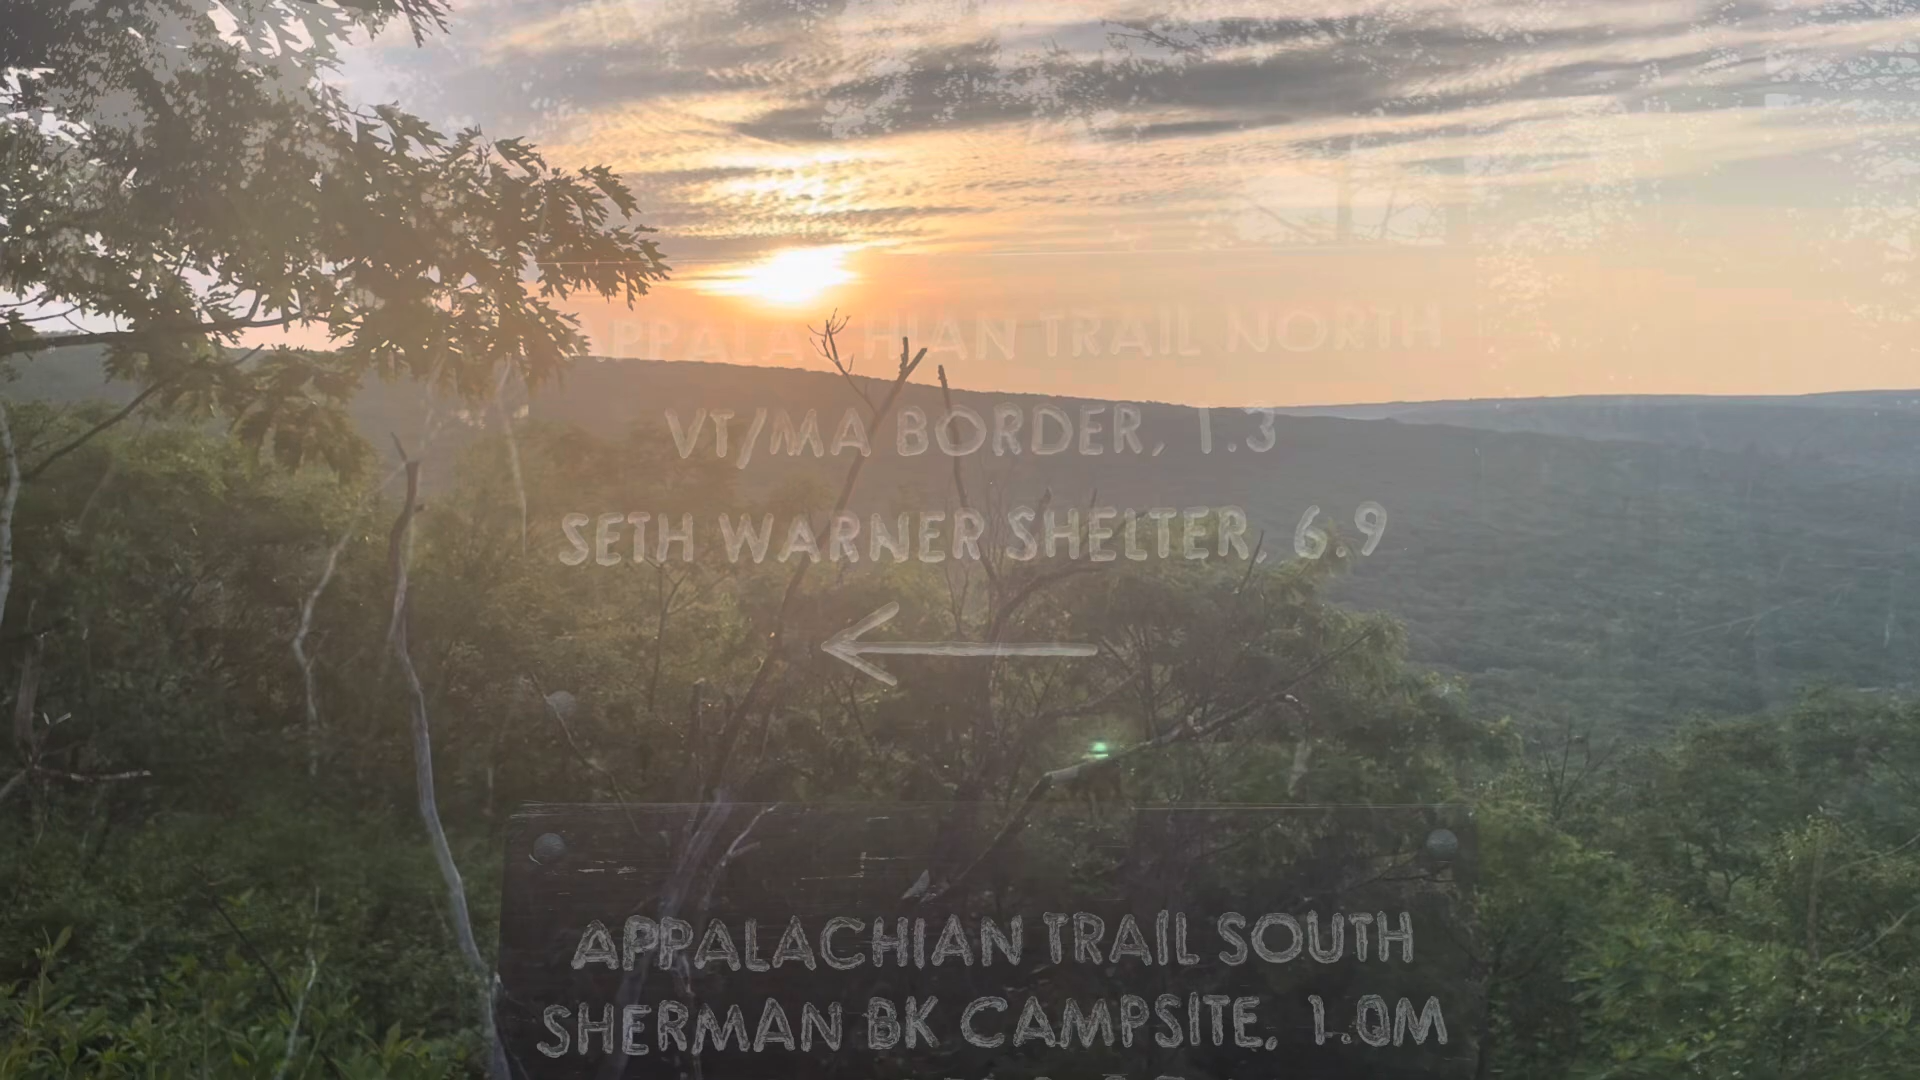 APPALACHIAN TRAIL NORTH
VT/MA BORDER, 1.3
SETH WARNER SHELTER, 6.9
APPALACHIAN TRAIL SOUTH
SHERMAN BK CAMPSITE, 1.0M